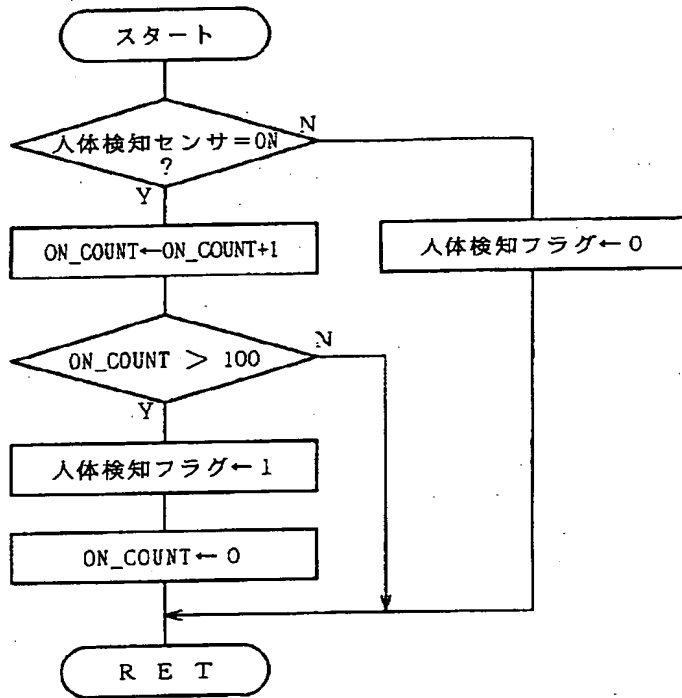 スタート
人体検知センサ=ON
?
N
Y
ON_COUNT←ON_COUNT+1
人体検知フラグ←0
ON_COUNT > 100
N
Y
人体検知フラグ←1
ON_COUNT←0
RET